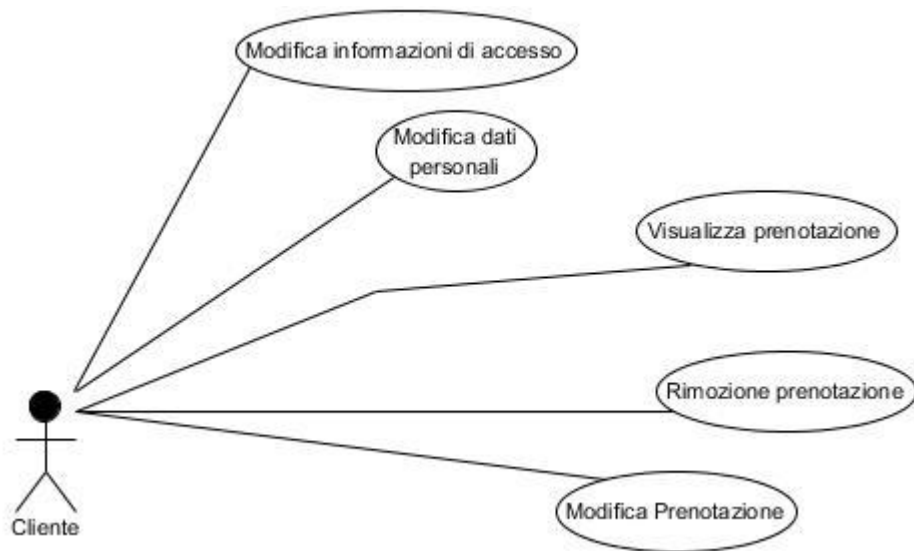 Modifica informazioni di accesso
Modifica dati
personali
Visualizza prenotazione
Rimozione prenotazione
Modifica Prenotazione
Cliente